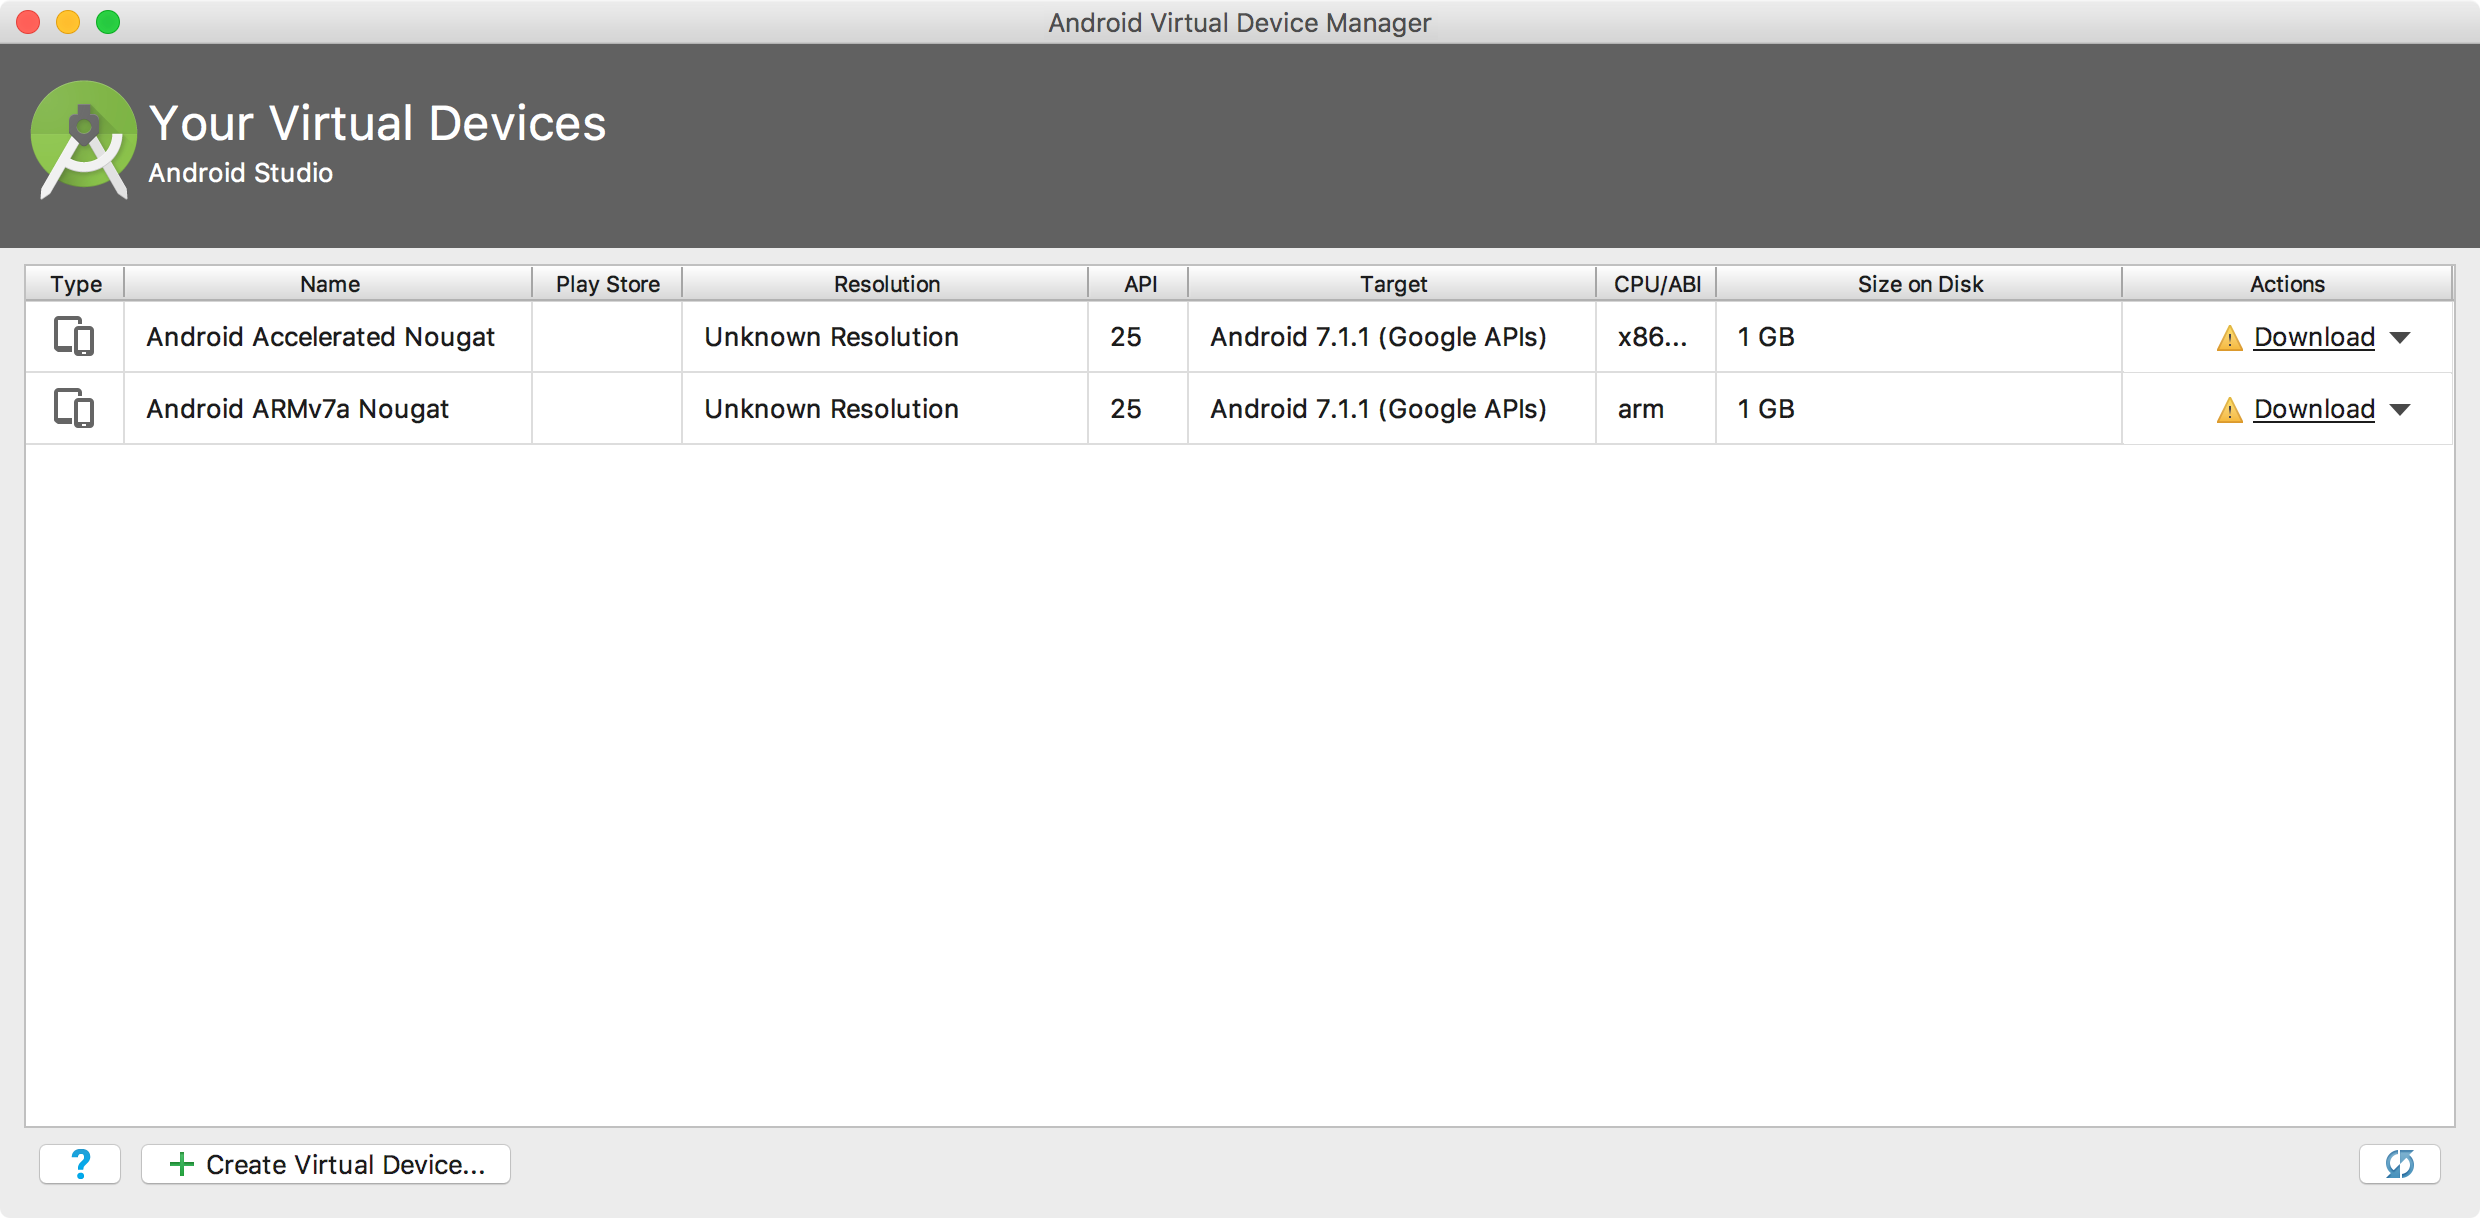 Android Virtual Device Manager
Your Virtual Devices
Android Studio
Type Name Play Store Resolution API Target CPU/ABI Size on Disk Actions
Android Accelerated Nougat Unknown Resolution 25 Android 7.1.1 (Google APIs) x86... 1 GB Download
Android ARMv7a Nougat Unknown Resolution 25 Android 7.1.1 (Google APIs) arm 1 GB Download
? + Create Virtual Device...